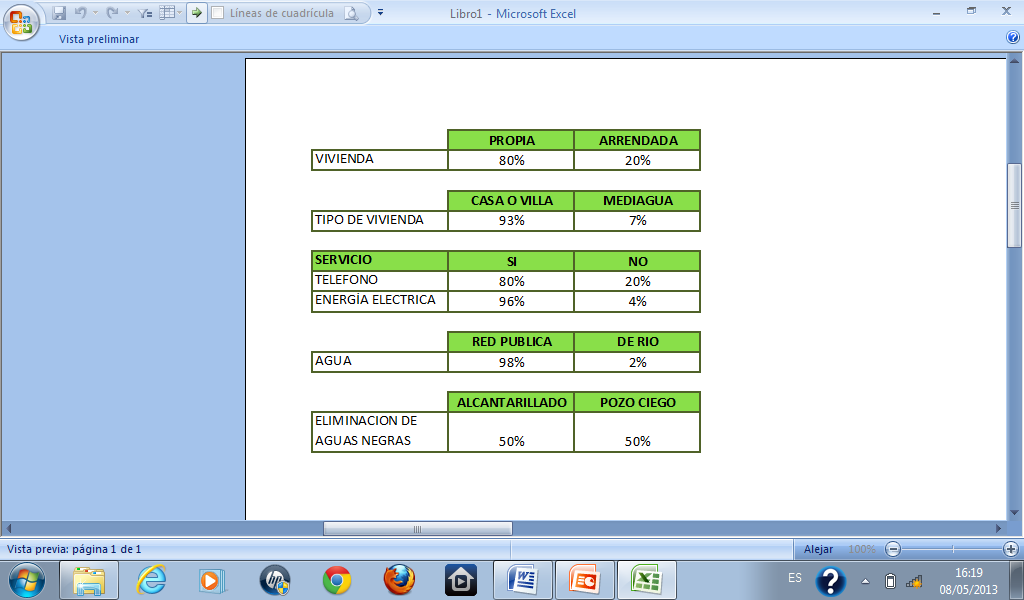 Líneas de cuadrícula
Libro1 - Microsoft Excel
Vista preliminar
PROPIA ARRENDADA
VIVIENDA 80% 20%
CASA O VILLA MEDIAGUA
TIPO DE VIVIENDA 93% 7%
SERVICIO SI NO
TELEFONO 80% 20%
ENERGÍA ELECTRICA 96% 4%
RED PUBLICA DE RIO
AGUA 98% 2%
ALCANTARILLADO POZO CIEGO
ELIMINACION DE
AGUAS NEGRAS 50% 50%
Vista previa: página 1 de 1 Alejar 100%
ES 16:19
08/05/2013